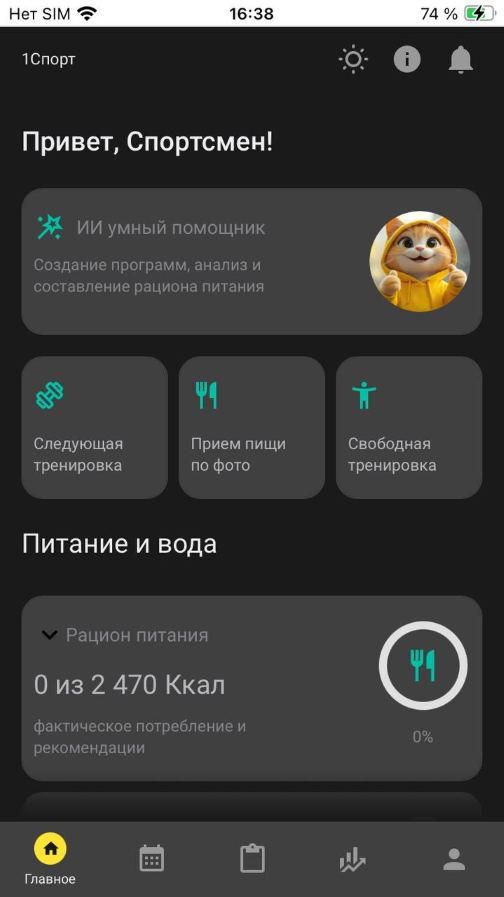 Нет SIM 16:38 74 %
1Спорт
Привет, Спортсмен!
ИИ умный помощник
Создание программ, анализ и
составление рациона питания
Следующая
тренировка
Прием пищи
по фото
Свободная
тренировка
Питание и вода
Рацион питания
0 из 2 470 Ккал
фактическое потребление и
рекомендации
0%
Главное